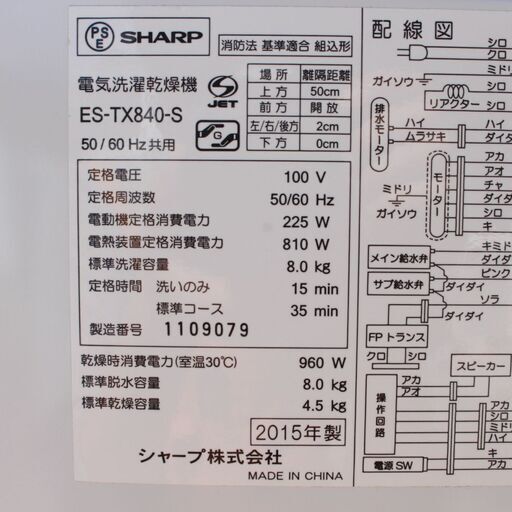 PS
E
SHARP
消防法 基準適合 組込形
電気洗濯乾燥機
ES-TX840-S
50/60 Hz共用
JET
G
場所 離隔距離
上方 50cm
前方 開放
左/右/後方 2cm
下方 0cm
定格電圧 100 V
定格周波数 50/60 Hz
電動機定格消費電力 225 W
電熱装置定格消費電力 810 W
標準洗濯容量 8.0 kg
定格時間 洗いのみ 15 min
標準コース 35 min
製造番号 1109079
乾燥時消費電力(室温30℃) 960 W
標準脱水容量 8.0 kg
標準乾燥容量 4.5 kg
2015年製
シャープ株式会社
MADE IN CHINA
配線図
シロ
クロ
ミドリ
ガイソウ
シロ
リアクター
クロ
排水モーター
ハイ
ムラサキ
ダイダ
モーター
アカ
アオ
チャ
ダイダ
シロ
キ
ミドリ
ガイソウ
メイン給水弁
キミド
ピンク
サブ給水弁
ダイダイ
ソラ
ダイダイ
FPトランス
クロ
シロ
スピーカー
操作回路
アカ
アオ
アカ
シロ
ミドリ
ハイ
キ
アカ
電源SW